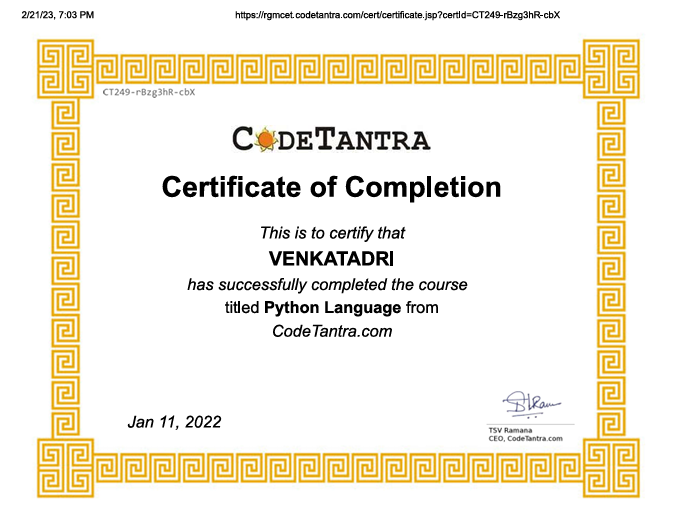 2/21/23, 7:03 PM https://rgmcet.codetantra.com/cert/certificate.jsp?certId=CT249-rBzg3hR-cbX
CT249-rBzg3hR-cbX
CODETANTRA
Certificate of Completion
This is to certify that
VENKATADRI
has successfully completed the course
titled Python Language from
CodeTantra.com
Jan 11, 2022
TSV Ramana
CEO, CodeTantra.com